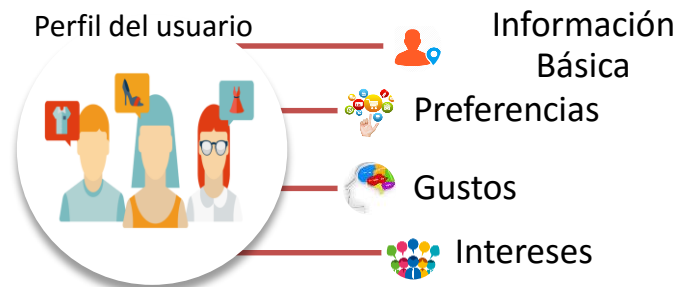 Perfil del usuario
Información
Básica
Preferencias
Gustos
Intereses